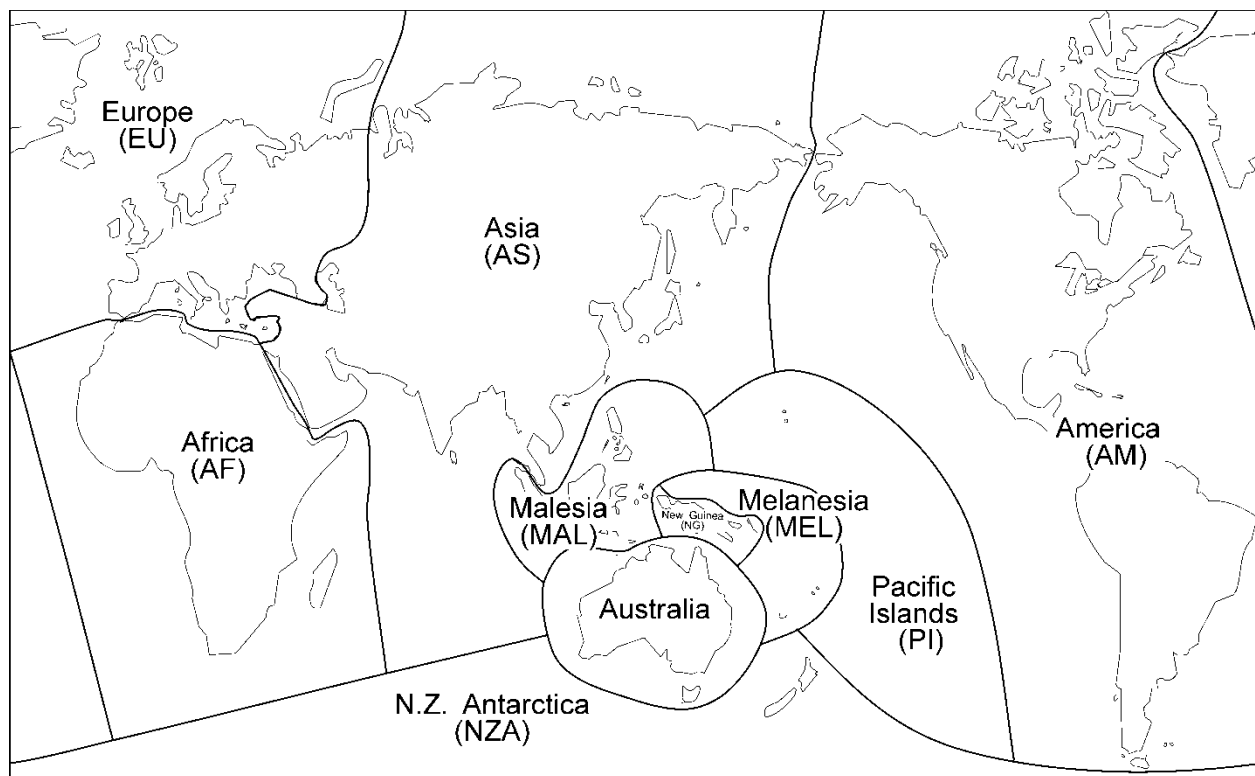 Europe
(EU)
Asia
(AS)
Africa
(AF)
America
(AM)
Malesia
(MAL)
New Guinea
(NG)
Melanesia
(MEL)
Australia
Pacific
Islands
(PI)
N.Z. Antarctica
(NZA)